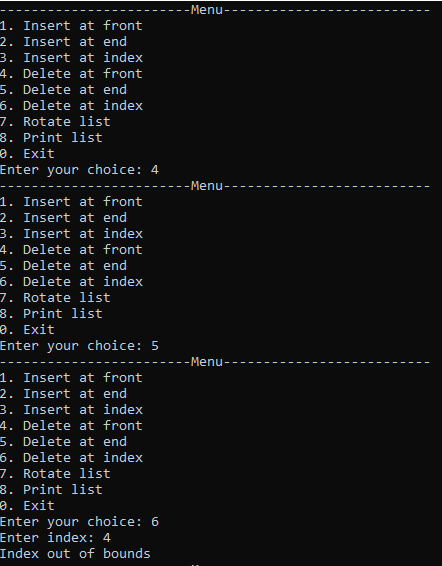 ------------------------Menu--------------------------
1. Insert at front
2. Insert at end
3. Insert at index
4. Delete at front
5. Delete at end
6. Delete at index
7. Rotate list
8. Print list
0. Exit
Enter your choice: 4
------------------------Menu--------------------------
1. Insert at front
2. Insert at end
3. Insert at index
4. Delete at front
5. Delete at end
6. Delete at index
7. Rotate list
8. Print list
0. Exit
Enter your choice: 5
------------------------Menu--------------------------
1. Insert at front
2. Insert at end
3. Insert at index
4. Delete at front
5. Delete at end
6. Delete at index
7. Rotate list
8. Print list
0. Exit
Enter your choice: 6
Enter index: 4
Index out of bounds